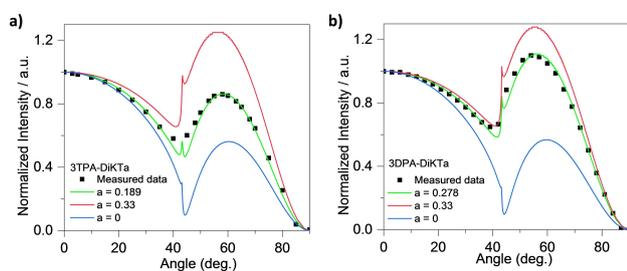 a)
Normalized Intensity / a.u.
1.2
0.8
0.4
0.0
3TPA-DiKTa
Measured data
a = 0.189
a = 0.33
a = 0
0 20 40 60 80
Angle (deg.)
b)
Normalized Intensity / a.u.
1.2
0.8
0.4
0.0
3DPA-DiKTa
Measured data
a = 0.278
a = 0.33
a = 0
0 20 40 60 80
Angle (deg.)